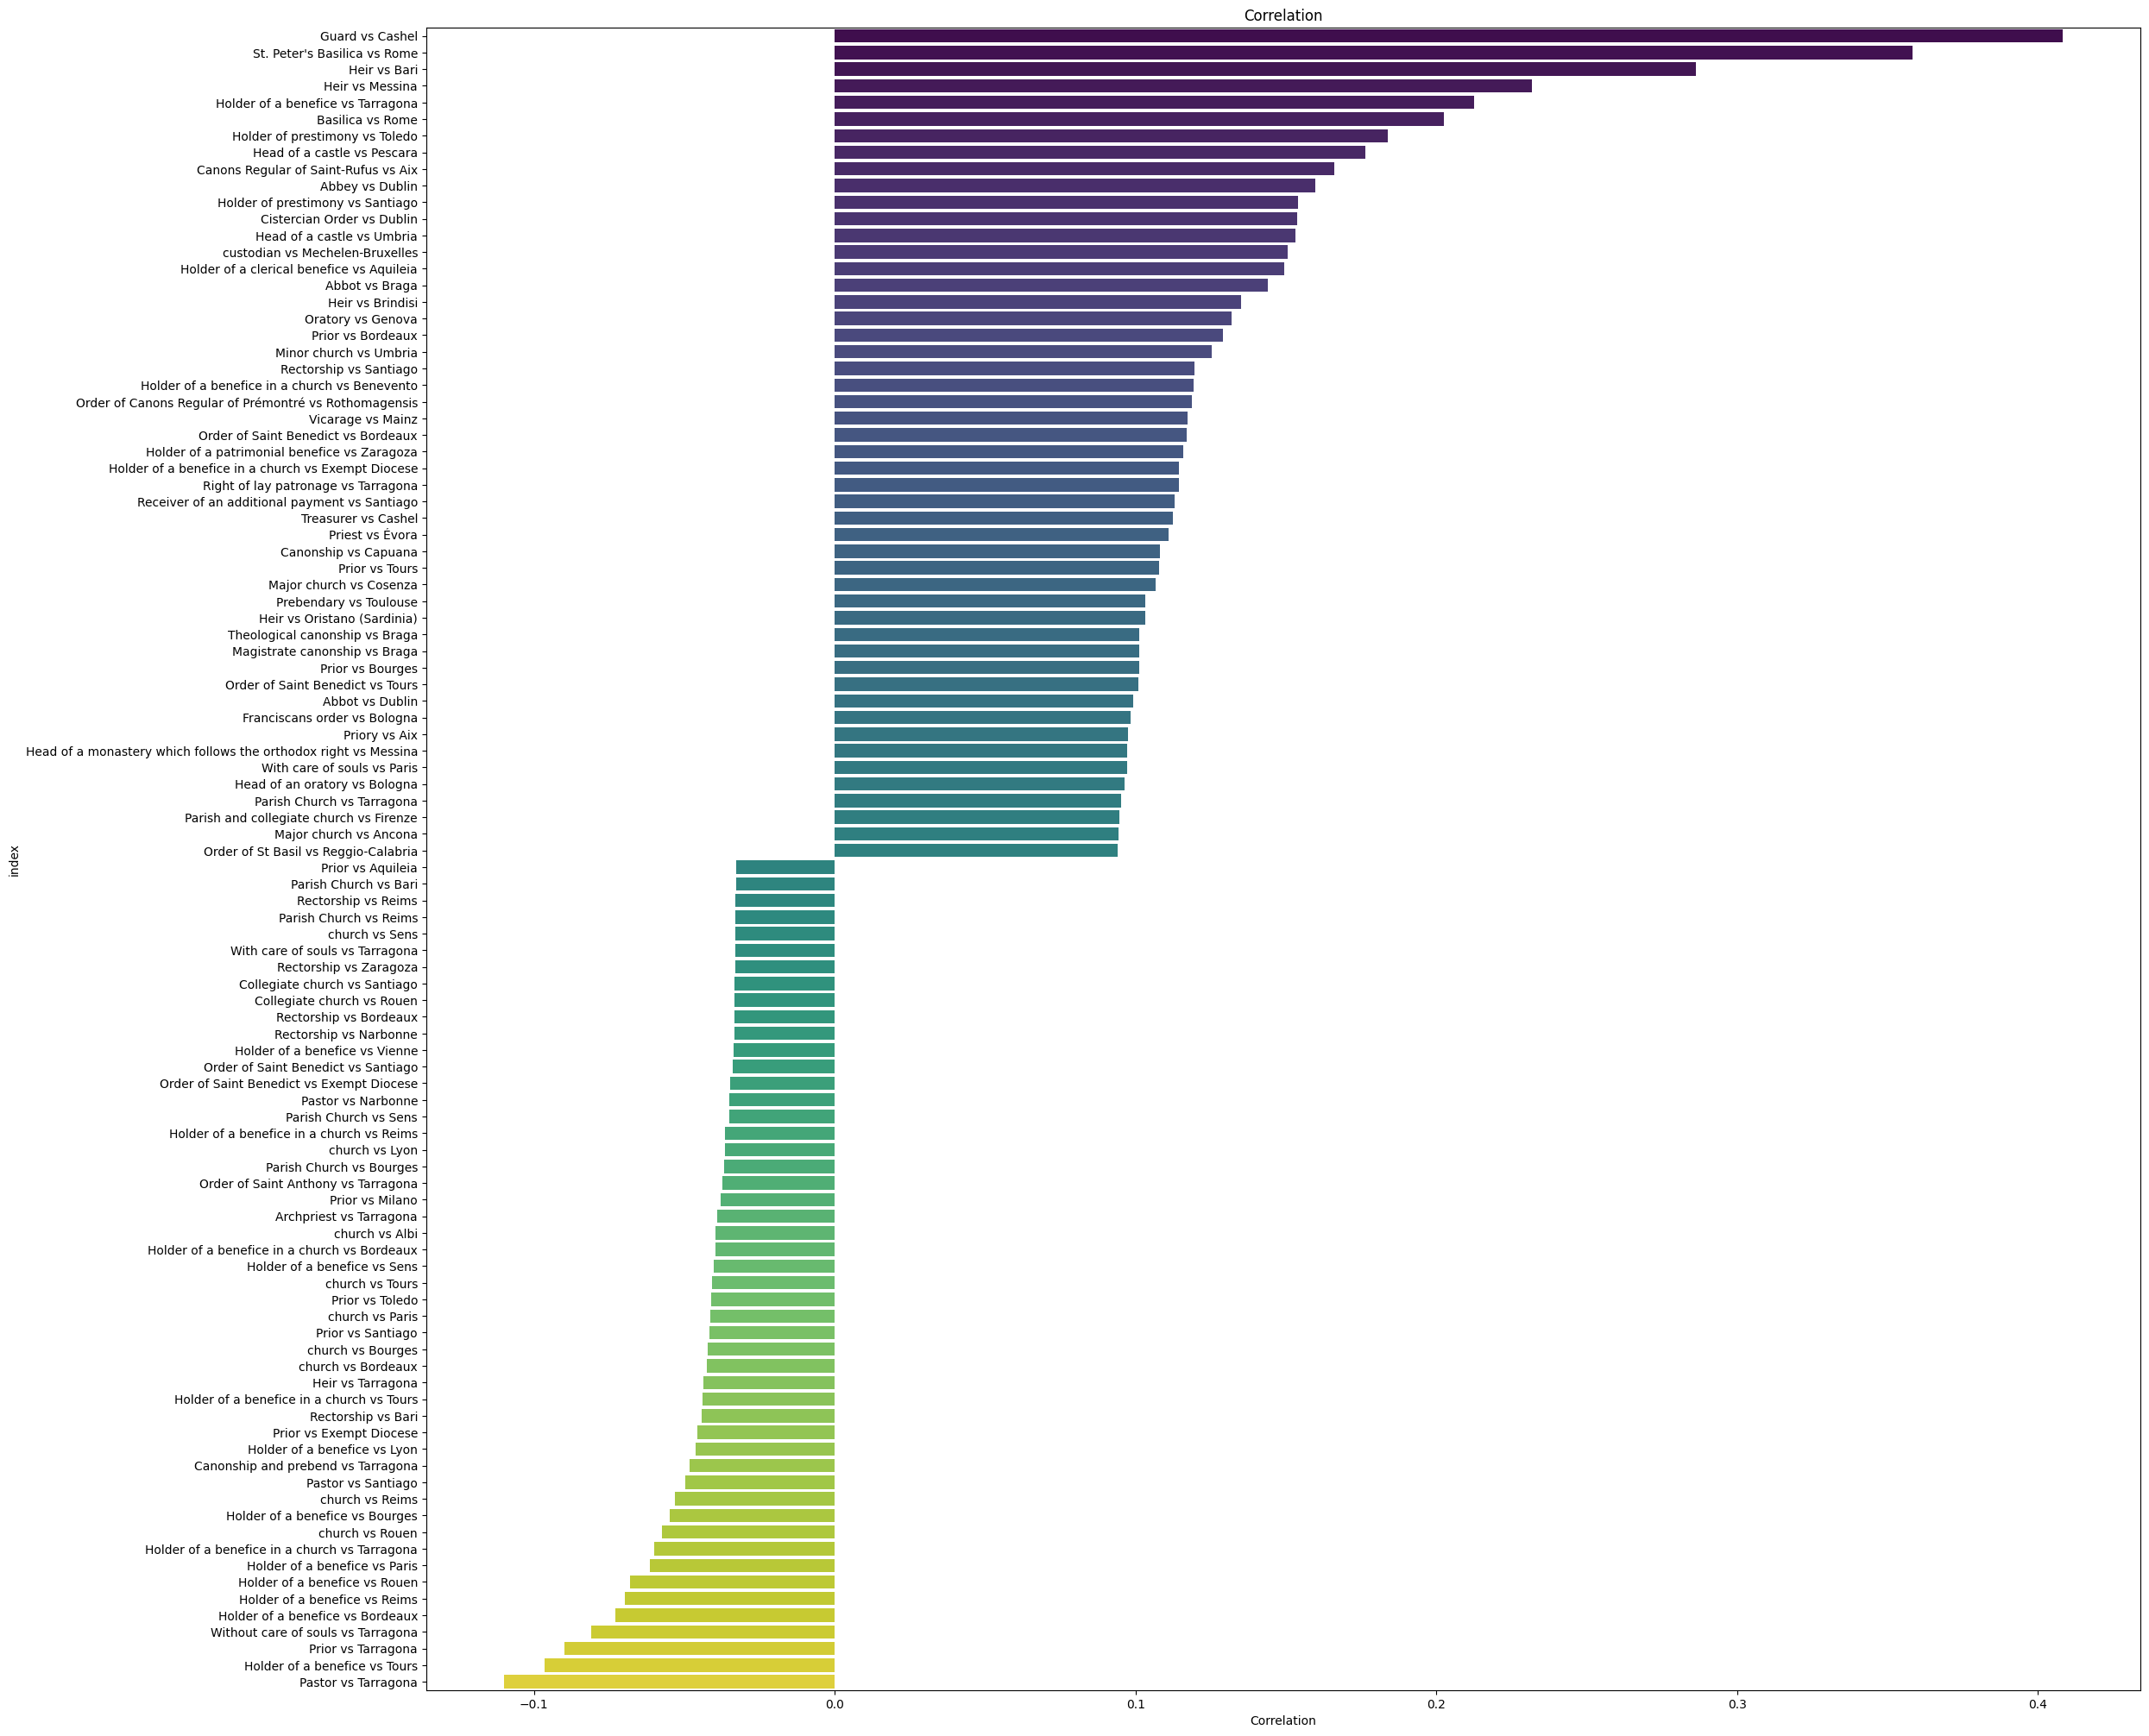 Correlation
Guard vs Cashel
St. Peter's Basilica vs Rome
Heir vs Bari
Heir vs Messina
Holder of a benefice vs Tarragona
Basilica vs Rome
Holder of prestimony vs Toledo
Head of a castle vs Pescara
Canons Regular of Saint-Rufus vs Aix
Abbey vs Dublin
Holder of prestimony vs Santiago
Cistercian Order vs Dublin
Head of a castle vs Umbria
custodian vs Mechelen-Bruxelles
Holder of a clerical benefice vs Aquileia
Abbot vs Braga
Heir vs Brindisi
Oratory vs Genova
Prior vs Bordeaux
Minor church vs Umbria
Rectorship vs Santiago
Holder of a benefice in a church vs Benevento
Order of Canons Regular of Prémontré vs Rothomagensis
Vicarage vs Mainz
Order of Saint Benedict vs Bordeaux
Holder of a patrimonial benefice vs Zaragoza
Holder of a benefice in a church vs Exempt Diocese
Right of lay patronage vs Tarragona
Receiver of an additional payment vs Santiago
Treasurer vs Cashel
Priest vs Évora
Canonship vs Capuana
Prior vs Tours
Major church vs Cosenza
Prebendary vs Toulouse
Heir vs Oristano (Sardinia)
Theological canonship vs Braga
Magistrate canonship vs Braga
Prior vs Bourges
Order of Saint Benedict vs Tours
Abbot vs Dublin
Franciscans order vs Bologna
Priory vs Aix
Head of a monastery which follows the orthodox right vs Messina
With care of souls vs Paris
Head of an oratory vs Bologna
Parish Church vs Tarragona
Parish and collegiate church vs Firenze
Major church vs Ancona
Order of St Basil vs Reggio-Calabria
Prior vs Aquileia
Parish Church vs Bari
Rectorship vs Reims
Parish Church vs Reims
church vs Sens
With care of souls vs Tarragona
Rectorship vs Zaragoza
Collegiate church vs Santiago
Collegiate church vs Rouen
Rectorship vs Bordeaux
Rectorship vs Narbonne
Holder of a benefice vs Vienne
Order of Saint Benedict vs Santiago
Order of Saint Benedict vs Exempt Diocese
Pastor vs Narbonne
Parish Church vs Sens
Holder of a benefice in a church vs Reims
church vs Lyon
Parish Church vs Bourges
Order of Saint Anthony vs Tarragona
Prior vs Milano
Archpriest vs Tarragona
church vs Albi
Holder of a benefice in a church vs Bordeaux
Holder of a benefice vs Sens
church vs Tours
Prior vs Toledo
church vs Paris
Prior vs Santiago
church vs Bourges
church vs Bordeaux
Heir vs Tarragona
Holder of a benefice in a church vs Tours
Rectorship vs Bari
Prior vs Exempt Diocese
Holder of a benefice vs Lyon
Canonship and prebend vs Tarragona
Pastor vs Santiago
church vs Reims
Holder of a benefice vs Bourges
church vs Rouen
Holder of a benefice in a church vs Tarragona
Holder of a benefice vs Paris
Holder of a benefice vs Rouen
Holder of a benefice vs Reims
Holder of a benefice vs Bordeaux
Without care of souls vs Tarragona
Prior vs Tarragona
Holder of a benefice vs Tours
Pastor vs Tarragona
index
−0.1 0.0 0.1 0.2 0.3 0.4
Correlation